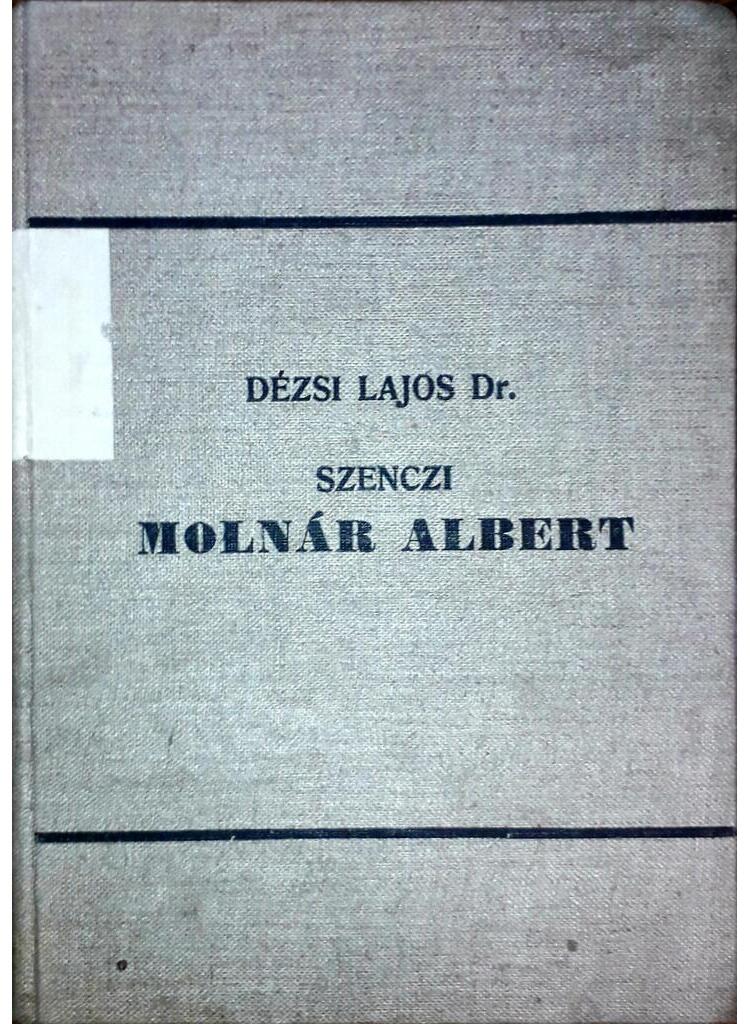 DÉZSI LAJOS Dr.
SZENCZI
MOLNÁR ALBERT